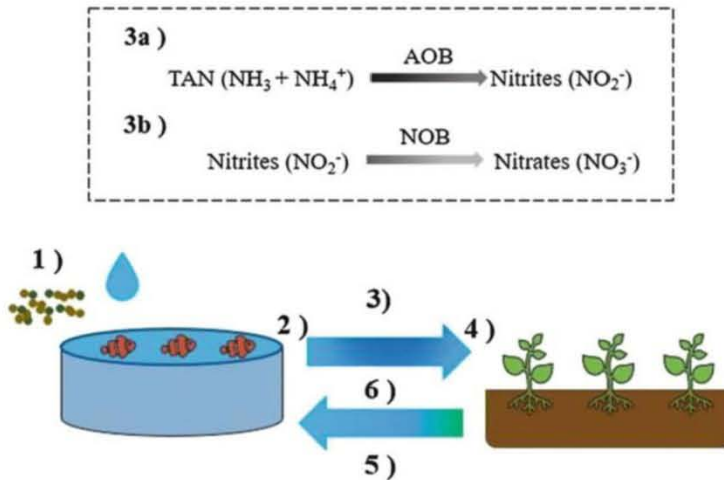 3a )
AOB
TAN (NH₃ + NH₄⁺) Nitrites (NO₂⁻)
3b )
NOB
Nitrites (NO₂⁻) Nitrates (NO₃⁻)
1 )
3)
2 )
4 )
6 )
5 )